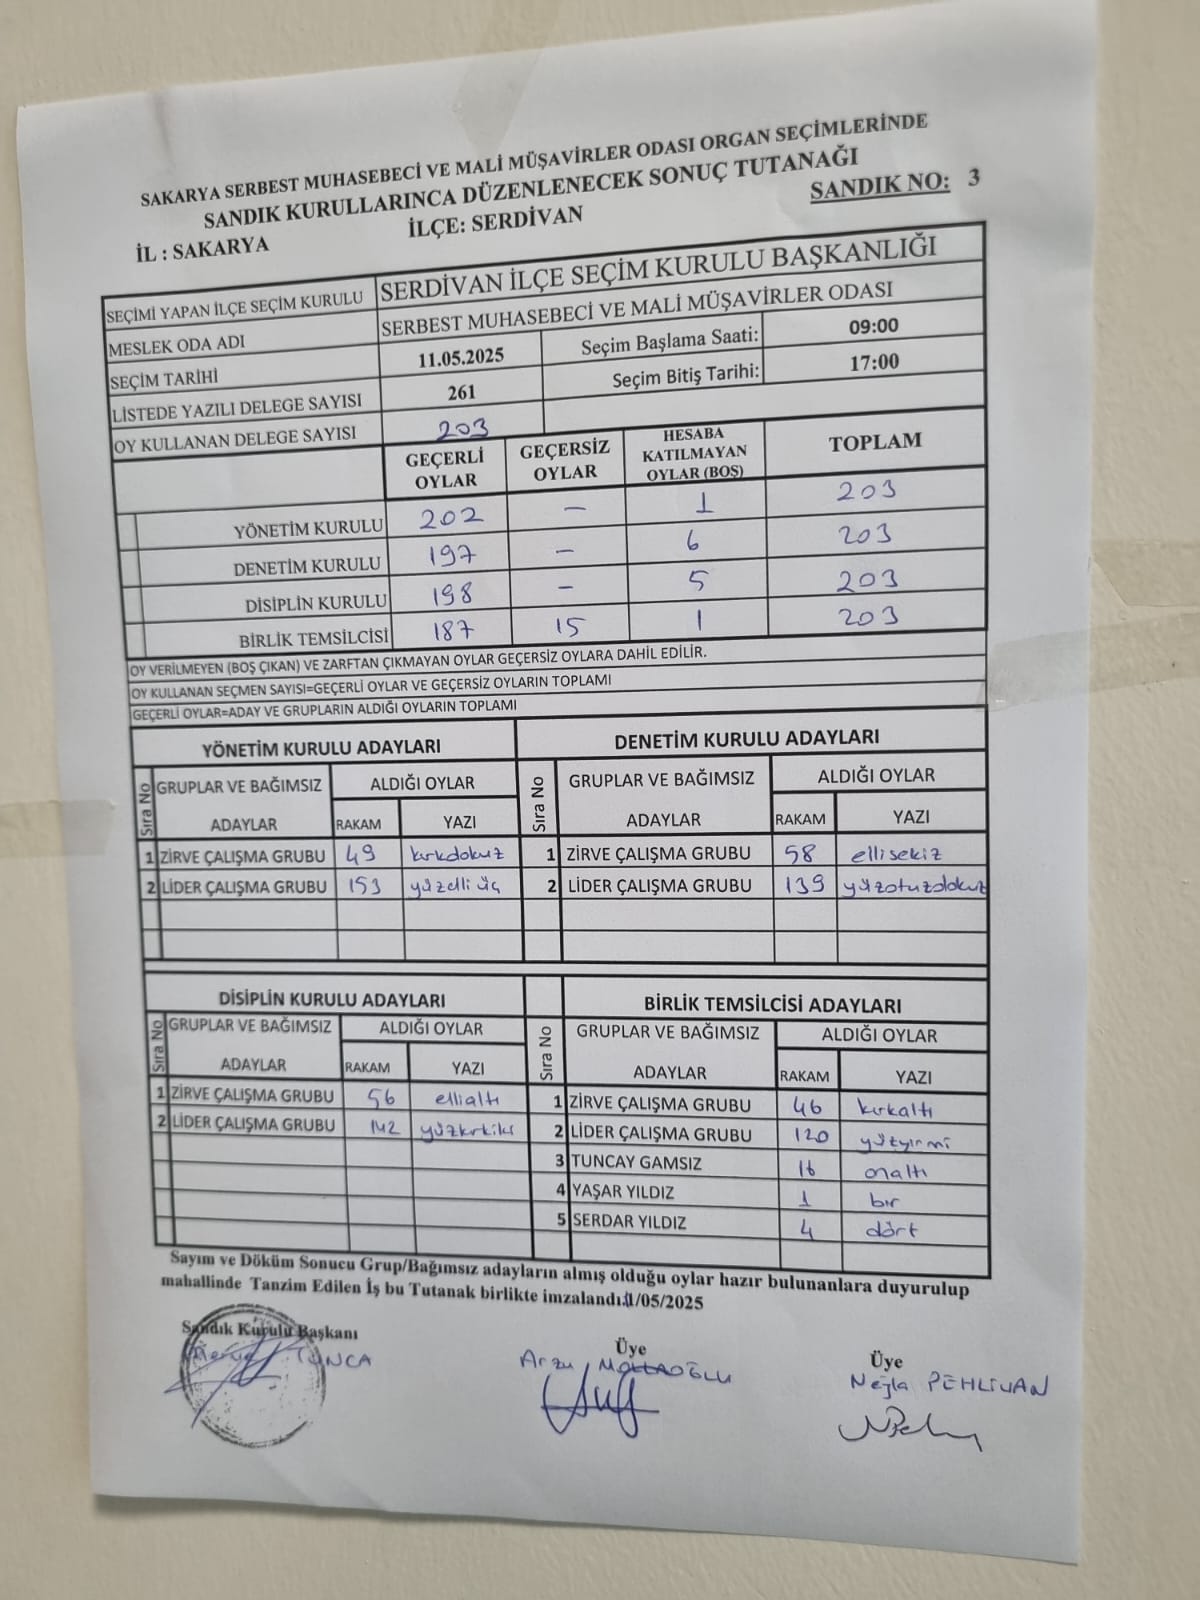 SAKARYA SERBEST MUHASEBECİ VE MALİ MÜŞAVİRLER ODASI ORGAN SEÇİMLERİNDE
SANDIK KURULLARINCA DÜZENLENECEK SONUÇ TUTANAĞI
İL : SAKARYA İLÇE: SERDİVAN SANDIK NO: 3
SEÇİMİ YAPAN İLÇE SEÇİM KURULU SERDİVAN İLÇE SEÇİM KURULU BAŞKANLIĞI
MESLEK ODA ADI SERBEST MUHASEBECİ VE MALİ MÜŞAVİRLER ODASI
SEÇİM TARİHİ 11.05.2025 Seçim Başlama Saati: 09:00
LİSTEDE YAZILI DELEGE SAYISI 261 Seçim Bitiş Tarihi: 17:00
OY KULLANAN DELEGE SAYISI 203
GEÇERLİ OYLAR GEÇERSİZ OYLAR HESABA KATILMAYAN OYLAR (BOŞ) TOPLAM
YÖNETİM KURULU 202 – 1 203
DENETİM KURULU 197 – 6 203
DİSİPLİN KURULU 198 – 5 203
BİRLİK TEMSİLCİSİ 187 15 1 203
OY VERİLMEYEN (BOŞ ÇIKAN) VE ZARFTAN ÇIKMAYAN OYLAR GEÇERSİZ OYLARA DAHİL EDİLİR.
OY KULLANAN SEÇMEN SAYISI=GEÇERLİ OYLAR VE GEÇERSİZ OYLARIN TOPLAMI
GEÇERLİ OYLAR=ADAY VE GRUPLARIN ALDIĞI OYLARIN TOPLAMI
YÖNETİM KURULU ADAYLARI
Sıra No GRUPLAR VE BAĞIMSIZ ADAYLAR ALDIĞI OYLAR
RAKAM YAZI
1 ZİRVE ÇALIŞMA GRUBU 49 kırkdokuz
2 LİDER ÇALIŞMA GRUBU 153 yüzelli üç
DENETİM KURULU ADAYLARI
Sıra No GRUPLAR VE BAĞIMSIZ ADAYLAR ALDIĞI OYLAR
RAKAM YAZI
1 ZİRVE ÇALIŞMA GRUBU 58 ellisekiz
2 LİDER ÇALIŞMA GRUBU 139 yüzotuzdokuz
DİSİPLİN KURULU ADAYLARI
Sıra No GRUPLAR VE BAĞIMSIZ ADAYLAR ALDIĞI OYLAR
RAKAM YAZI
1 ZİRVE ÇALIŞMA GRUBU 56 ellialtı
2 LİDER ÇALIŞMA GRUBU 142 yüzkırkiki
BİRLİK TEMSİLCİSİ ADAYLARI
Sıra No GRUPLAR VE BAĞIMSIZ ADAYLAR ALDIĞI OYLAR
RAKAM YAZI
1 ZİRVE ÇALIŞMA GRUBU 46 kırkaltı
2 LİDER ÇALIŞMA GRUBU 120 yüzyirmi
3 TUNCAY GAMSIZ 16 onaltı
4 YAŞAR YILDIZ 1 bir
5 SERDAR YILDIZ 4 dört
Sayım ve Döküm Sonucu Grup/Bağımsız adayların almış olduğu oylar hazır bulunanlara duyurulup
mahallinde Tanzim Edilen İş bu Tutanak birlikte imzalandı.11/05/2025
Sandık Kurulu Başkanı Üye Üye
TUNCA Arzu MOLLAOĞLU Nejla PEHLİVAN